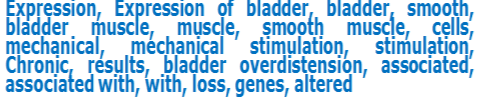 Expression, Expression of bladder, bladder, smooth,
bladder muscle, muscle, smooth muscle, cells,
mechanical, mechanical stimulation, stimulation,
Chronic, results, bladder overdistension, associated,
associated with, with, loss, genes, altered